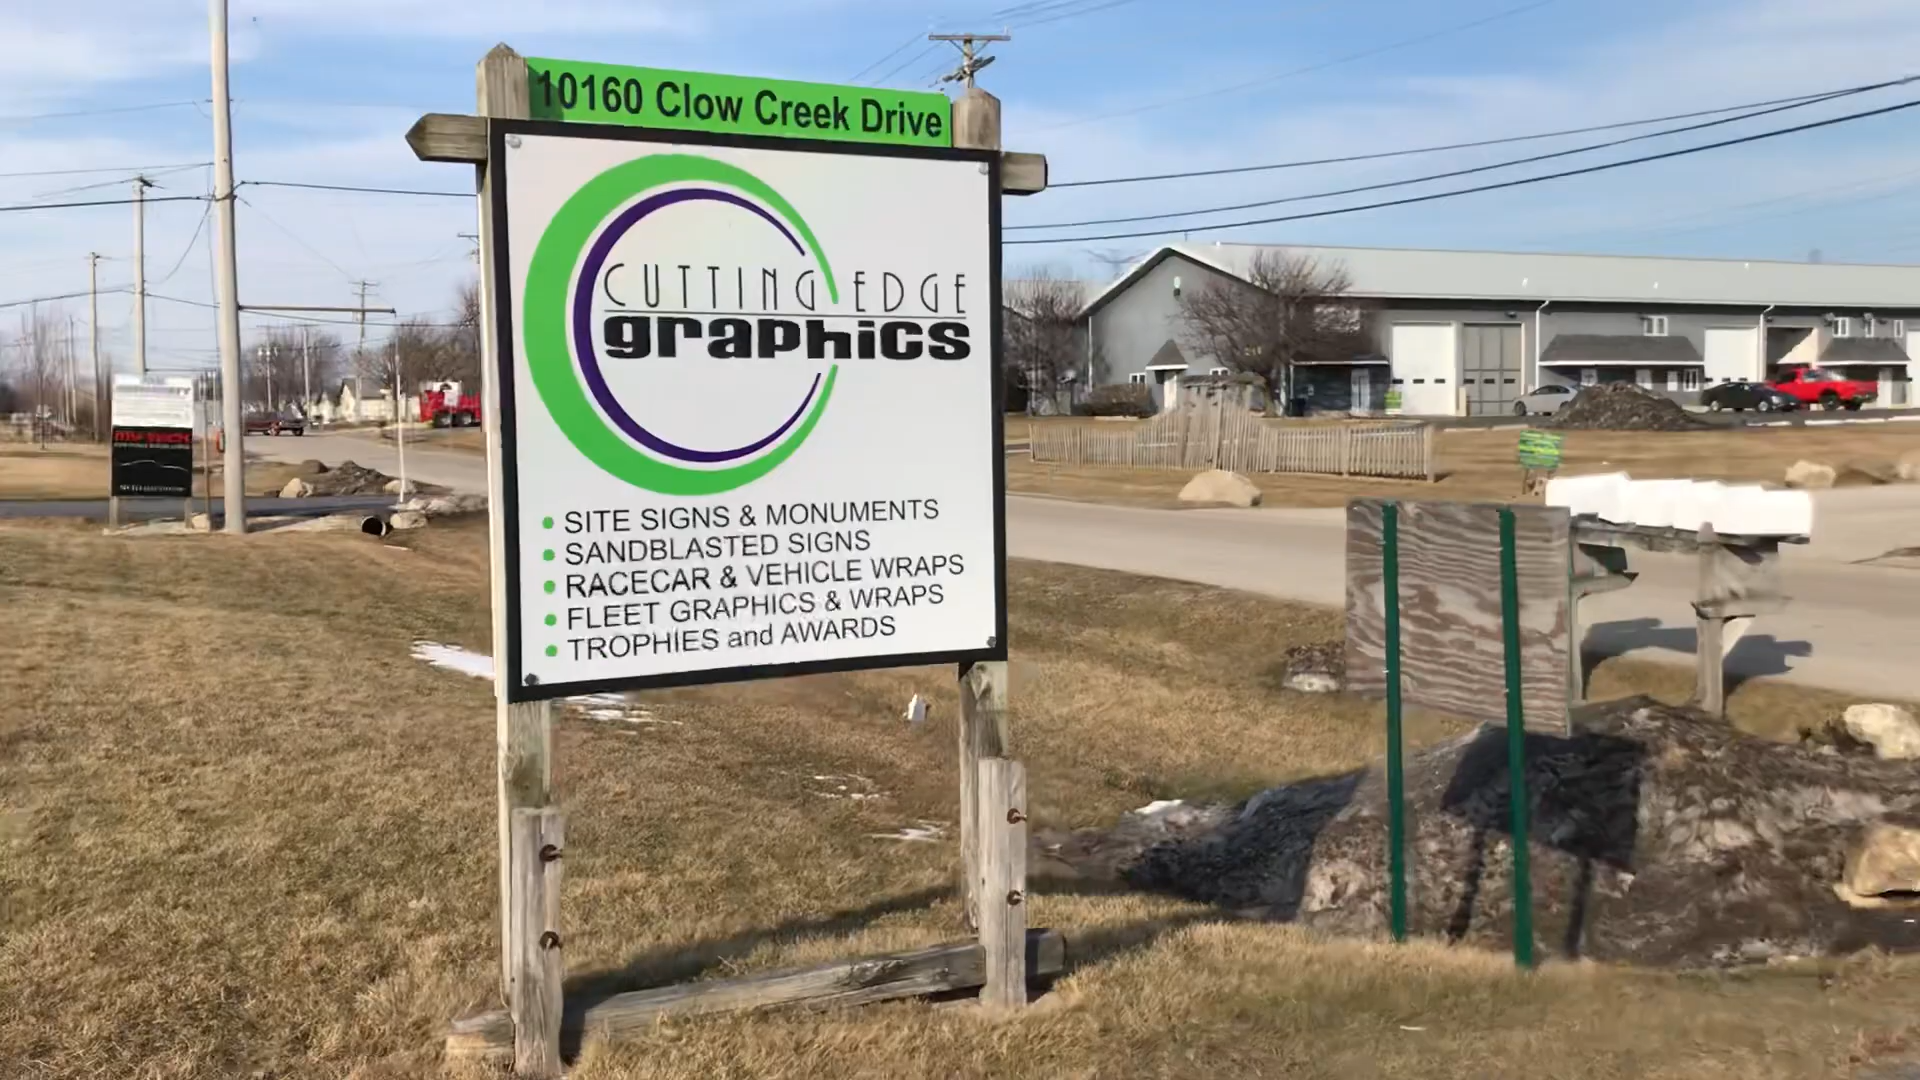 10160 Clow Creek Drive
CUTTING EDGE
graphics
• SITE SIGNS & MONUMENTS
• SANDBLASTED SIGNS
• RACECAR & VEHICLE WRAPS
• FLEET GRAPHICS & WRAPS
• TROPHIES and AWARDS